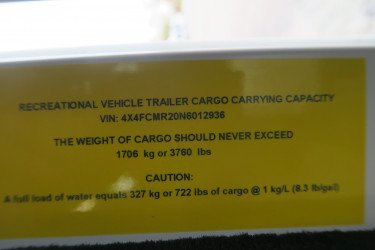 RECREATIONAL VEHICLE TRAILER CARGO CARRYING CAPACITY
VIN: 4X4FCMR20N6012936
THE WEIGHT OF CARGO SHOULD NEVER EXCEED
1706 kg or 3760 lbs
CAUTION:
A full load of water equals 327 kg or 722 lbs of cargo @ 1 kg/L (8.3 lb/gal)